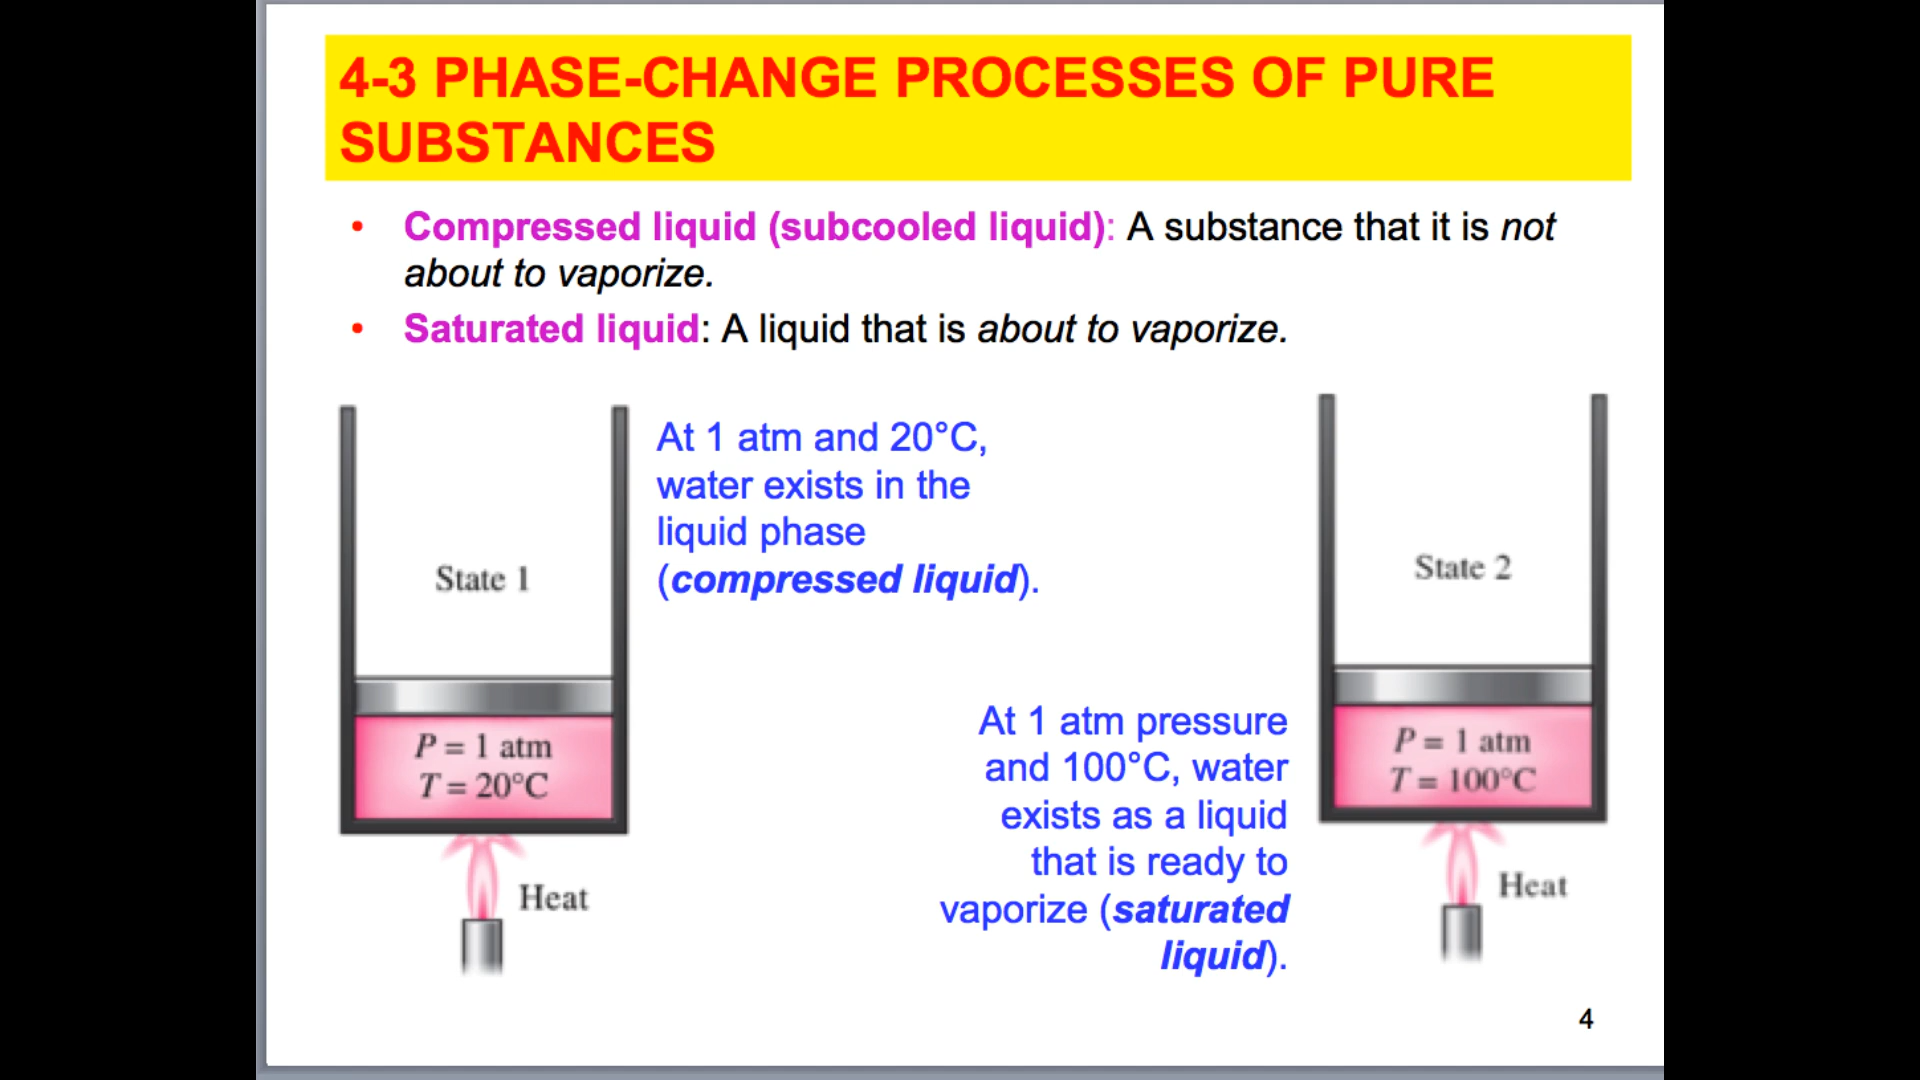 4-3 PHASE-CHANGE PROCESSES OF PURE
SUBSTANCES
• Compressed liquid (subcooled liquid): A substance that it is not
about to vaporize.
• Saturated liquid: A liquid that is about to vaporize.
At 1 atm and 20°C,
water exists in the
liquid phase
(compressed liquid).
State 1
P = 1 atm
T = 20°C
Heat
State 2
At 1 atm pressure
and 100°C, water
exists as a liquid
that is ready to
vaporize (saturated
liquid).
P = 1 atm
T = 100°C
Heat
4